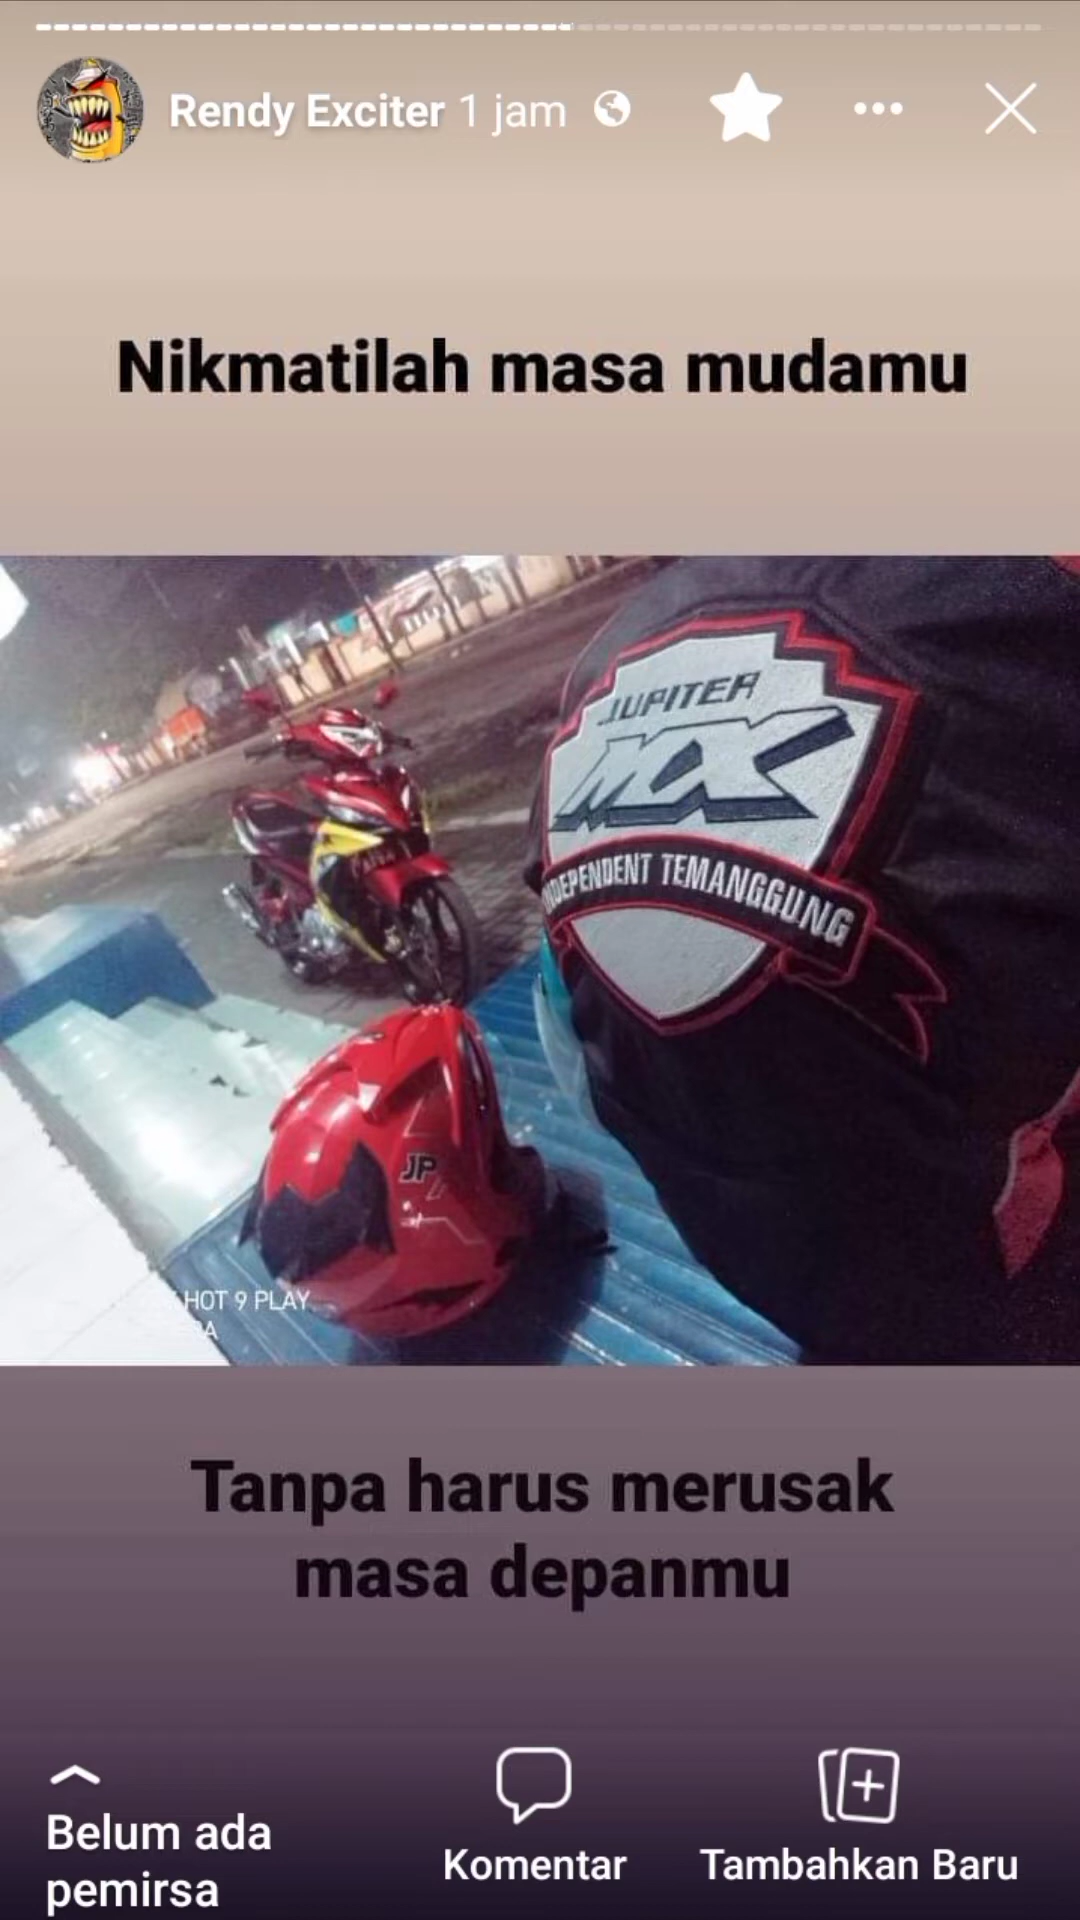 Rendy Exciter 1 jam
Nikmatilah masa mudamu
JUPITER
MX
INDEPENDENT TEMANGGUNG
JP
HOT 9 PLAY
Tanpa harus merusak
masa depanmu
Belum ada
pemirsa
Komentar
Tambahkan Baru